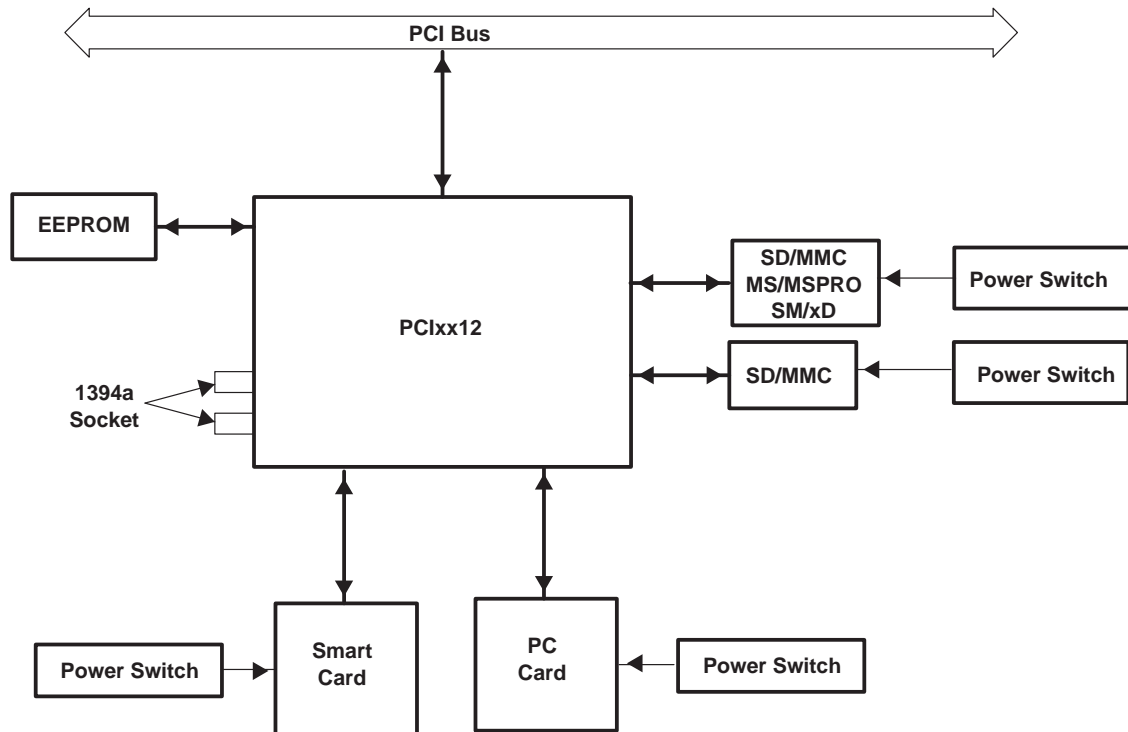 PCI Bus
EEPROM
PCIxx12
SD/MMC
MS/MSPRO
SM/xD
Power Switch
SD/MMC
Power Switch
1394a
Socket
Smart
Card
PC
Card
Power Switch
Power Switch